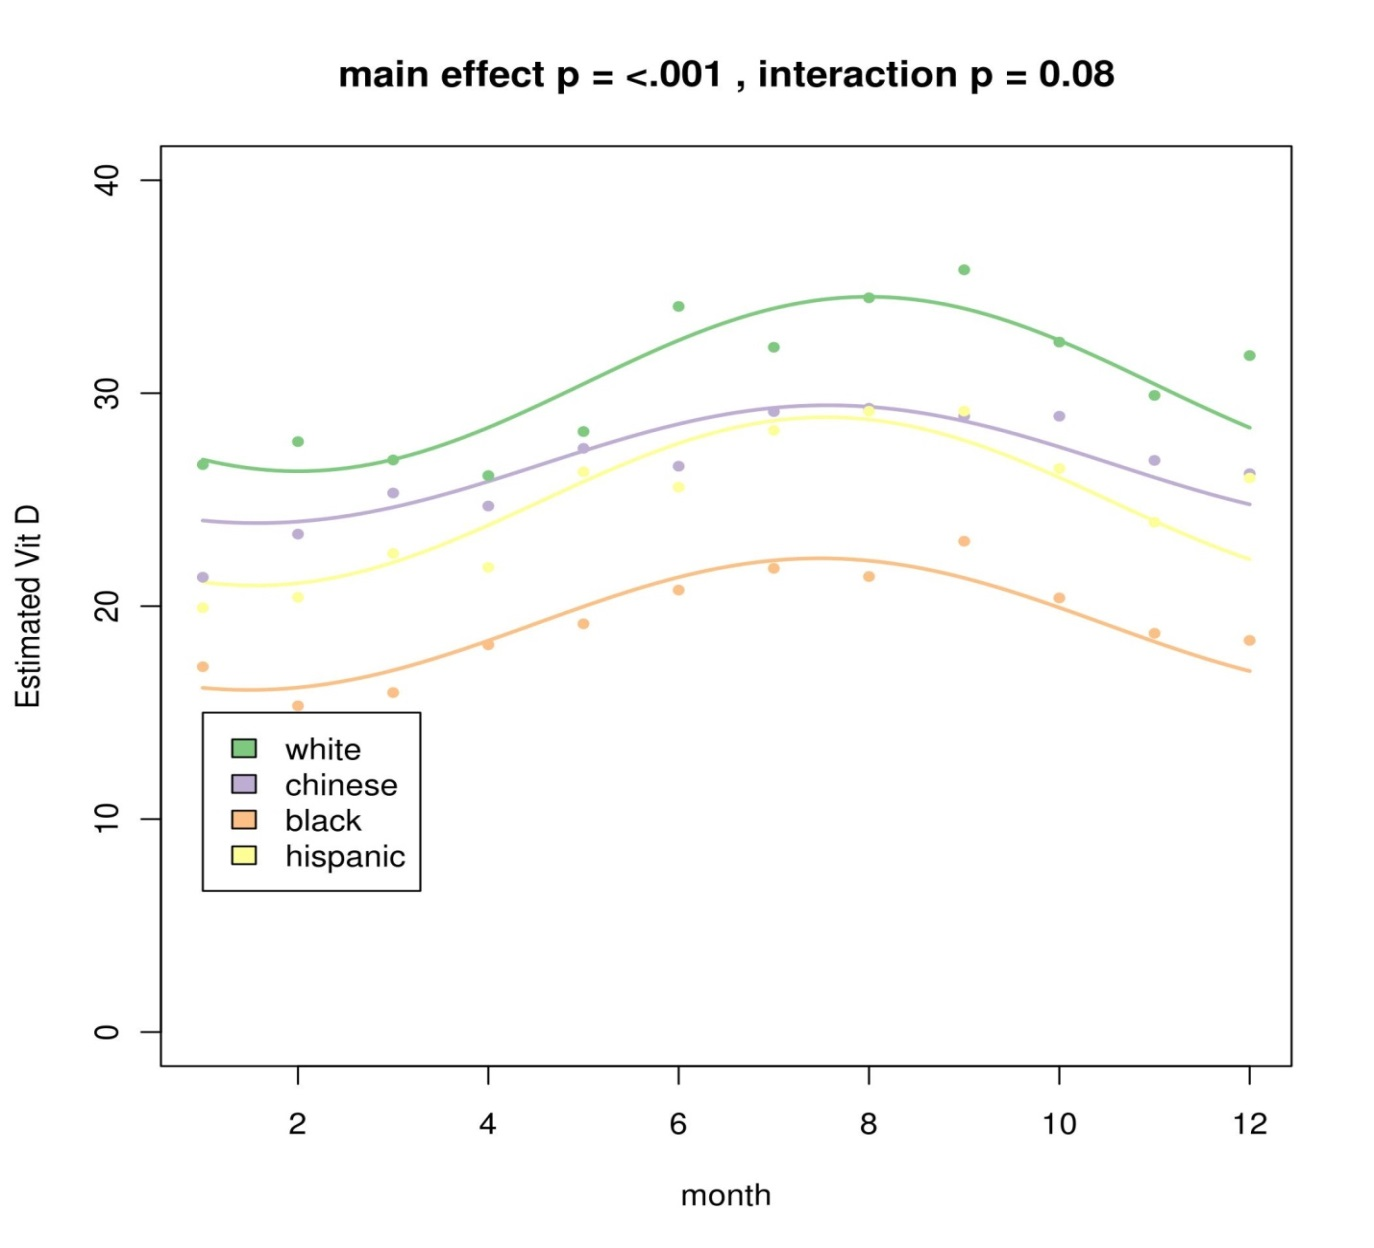 main effect p = <.001 , interaction p = 0.08
40
30
20
10
0
Estimated Vit D
white
chinese
black
hispanic
2 4 6 8 10 12
month